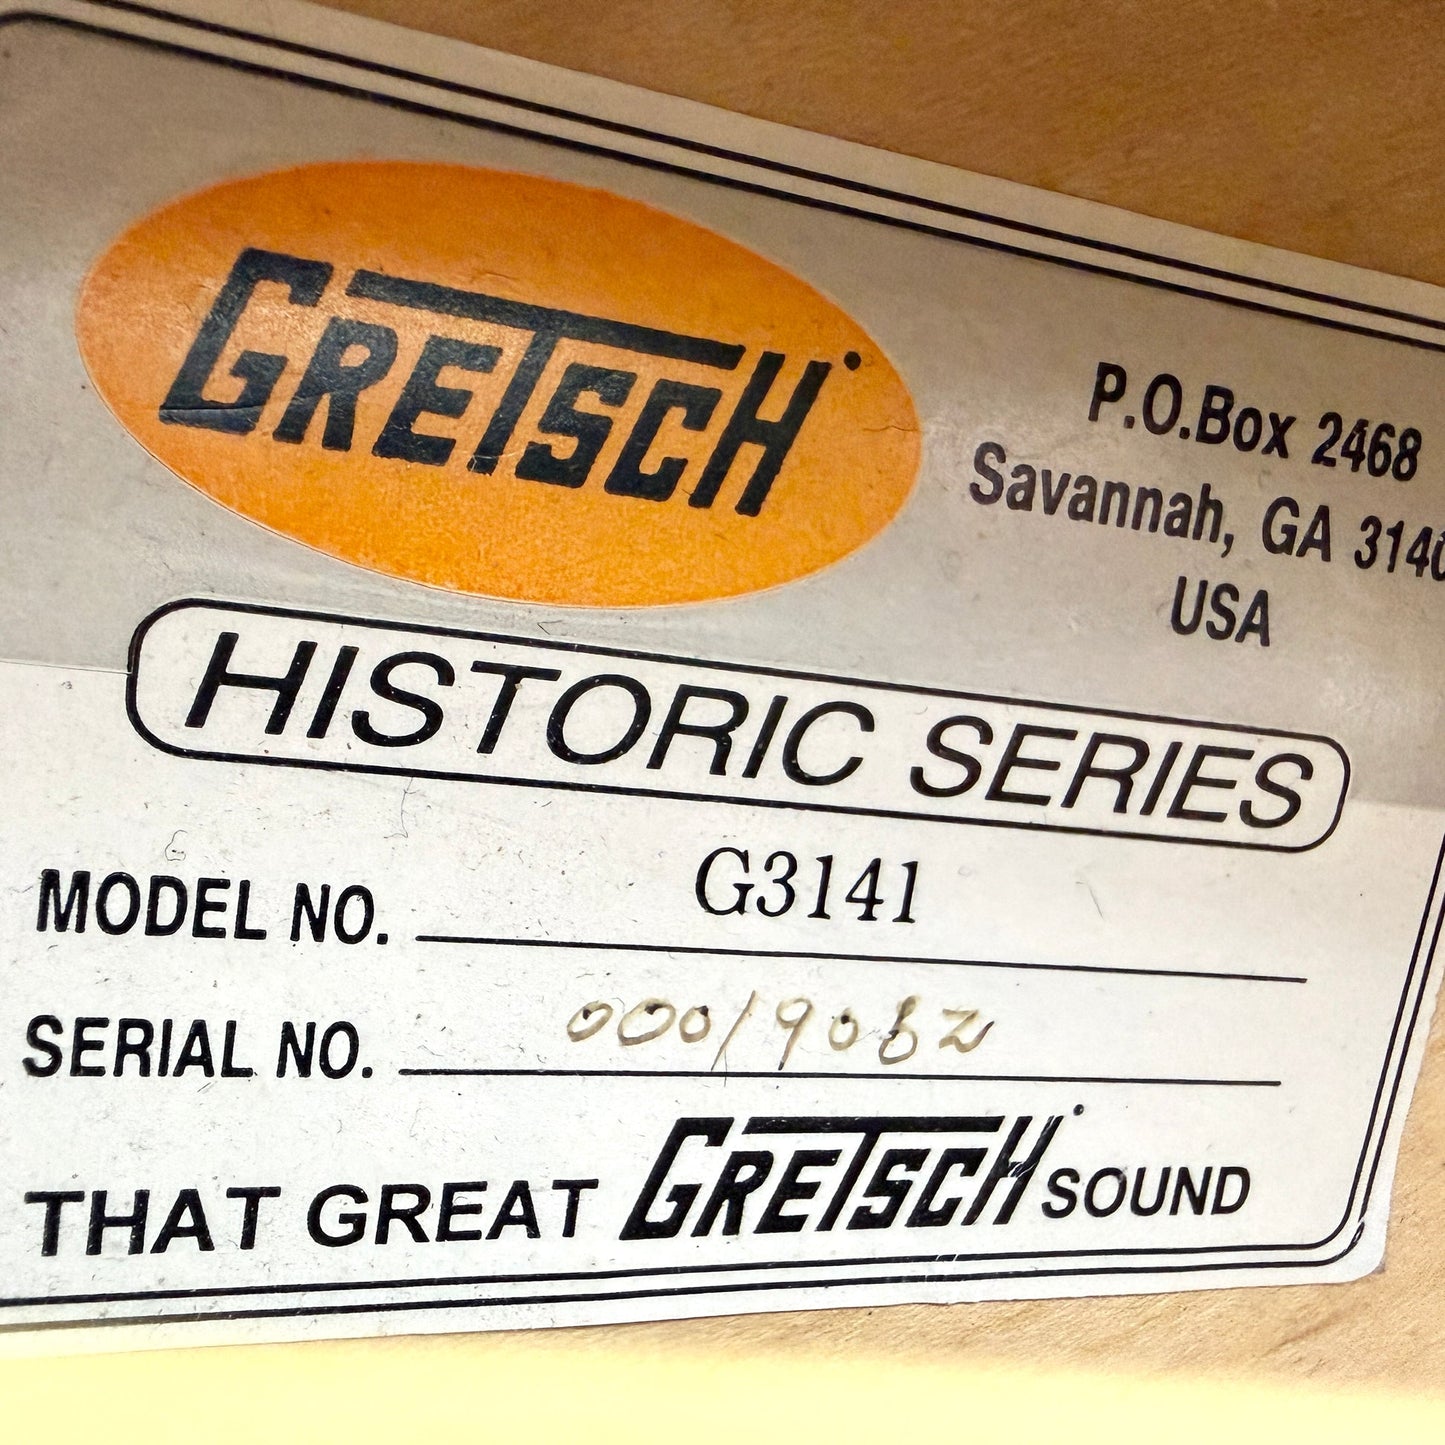 GRETSCH
P.O.Box 2468
Savannah, GA 3140
USA
HISTORIC SERIES
MODEL NO. G3141
SERIAL NO.
THAT GREAT GRETSCH SOUND